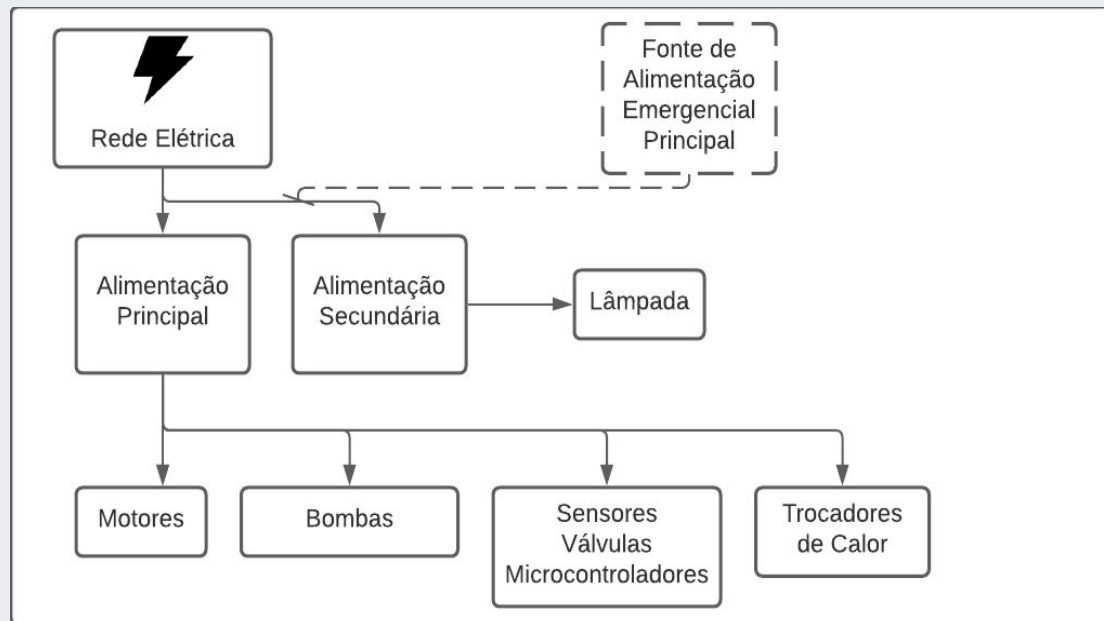 Rede Elétrica
Fonte de
Alimentação
Emergencial
Principal
Alimentação
Principal
Alimentação
Secundária
Lâmpada
Motores
Bombas
Sensores
Válvulas
Microcontroladores
Trocadores
de Calor